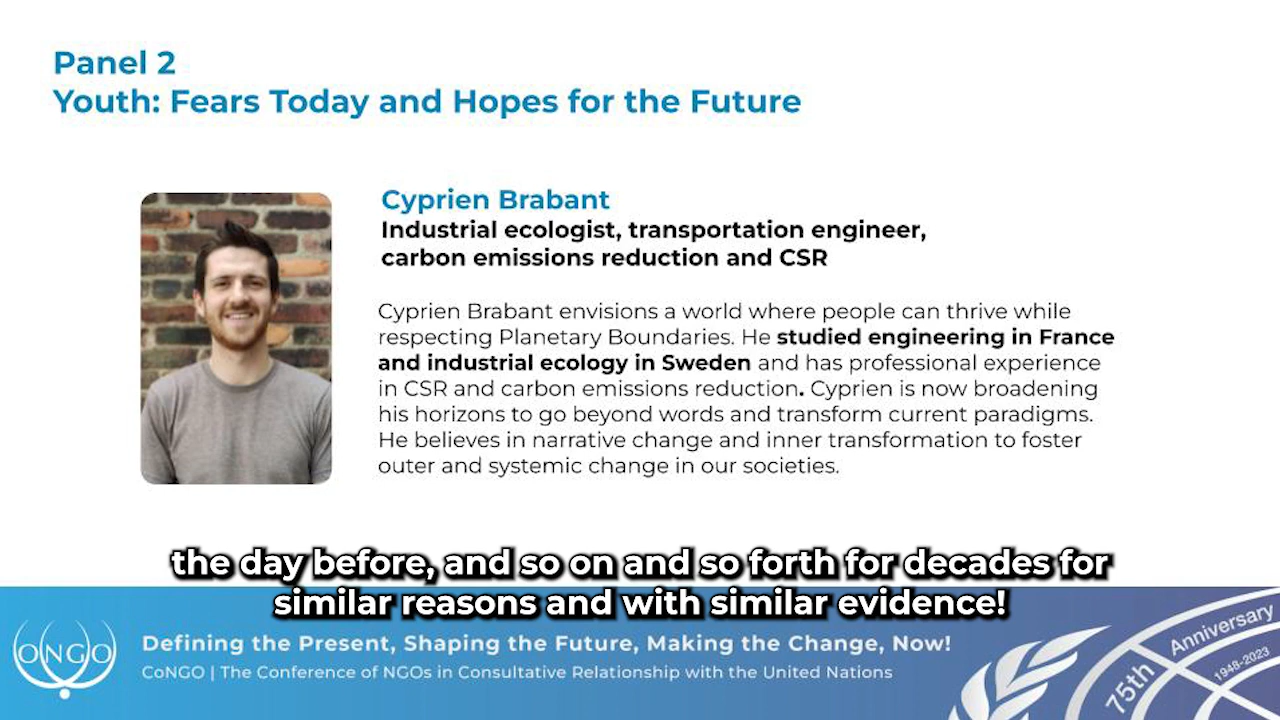 Panel 2
Youth: Fears Today and Hopes for the Future
Cyprien Brabant
Industrial ecologist, transportation engineer,
carbon emissions reduction and CSR
Cyprien Brabant envisions a world where people can thrive while
respecting Planetary Boundaries. He studied engineering in France
and industrial ecology in Sweden and has professional experience
in CSR and carbon emissions reduction. Cyprien is now broadening
his horizons to go beyond words and transform current paradigms.
He believes in narrative change and inner transformation to foster
outer and systemic change in our societies.
the day before, and so on and so forth for decades for
similar reasons and with similar evidence!
CONGO
Defining the Present, Shaping the Future, Making the Change, Now!
CoNGO | The Conference of NGOs in Consultative Relationship with the United Nations
75th Anniversary
1948-2023